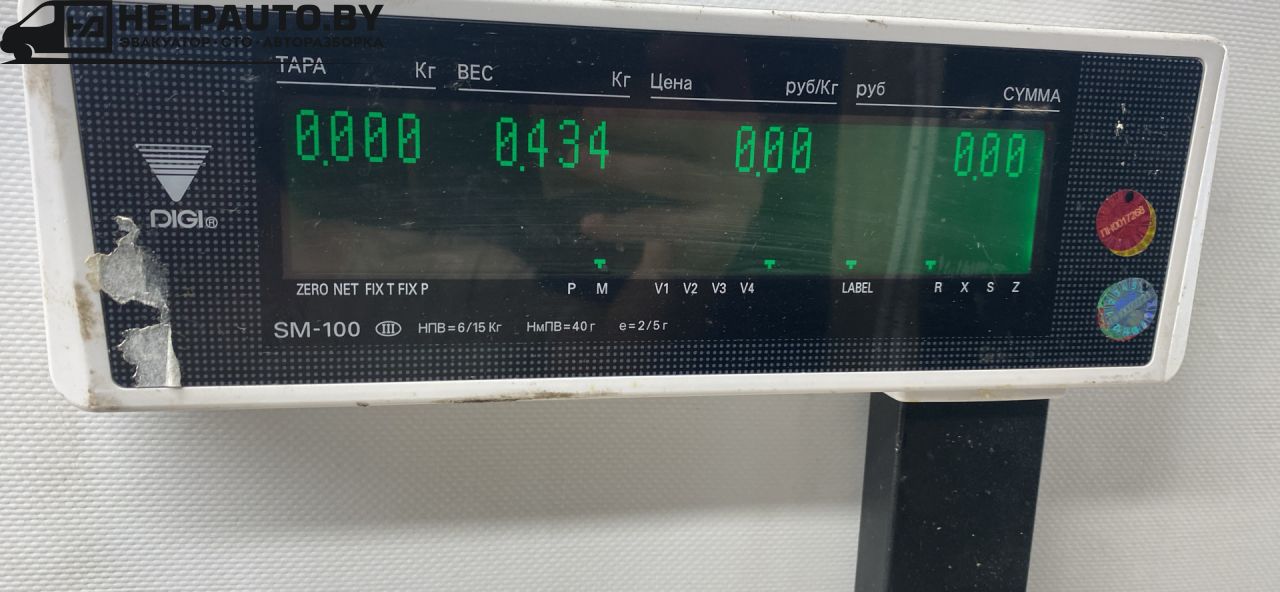 HELPAUTO.BY
ЭВАКУАТОР·СТО·АВТОРАЗБОРКА
ТАРА Кг ВЕС Кг Цена руб/Кг руб СУММА
0.000 0.434 0.00 0.00
DIGI®
ПН0017268
ZERO NET FIX T FIX P P M V1 V2 V3 V4 LABEL R X S Z
SM-100 III НПВ=6/15 Кг НмПВ=40 г e=2/5 г